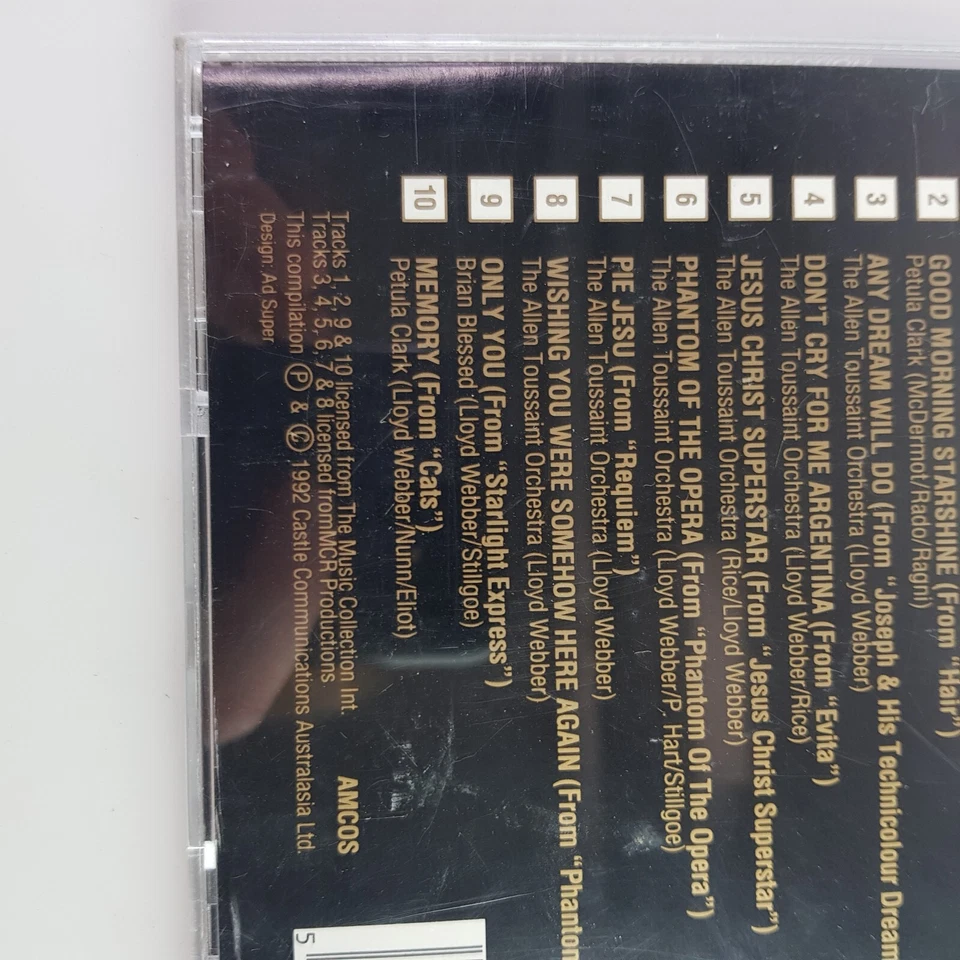 2 GOOD MORNING STARSHINE (From "Hair")
Petula Clark (McDermot/Rado/Ragni)
3 ANY DREAM WILL DO (From "Joseph & His Technicolour Dream
The Allen Toussaint Orchestra (Lloyd Webber)
4 DON'T CRY FOR ME ARGENTINA (From "Evita")
The Allen Toussaint Orchestra (Lloyd Webber/Rice)
5 JESUS CHRIST SUPERSTAR (From "Jesus Christ Superstar")
The Allen Toussaint Orchestra (Rice/Lloyd Webber)
6 PHANTOM OF THE OPERA (From "Phantom Of The Opera")
The Allen Toussaint Orchestra (Lloyd Webber/P. Hart/Stillgoe)
7 PIE JESU (From "Requiem")
The Allen Toussaint Orchestra (Lloyd Webber)
8 WISHING YOU WERE SOMEHOW HERE AGAIN (From "Phantom
The Allen Toussaint Orchestra (Lloyd Webber)
9 ONLY YOU (From "Starlight Express")
Brian Blessed (Lloyd Webber/Stillgoe)
10 MEMORY (From "Cats")
Petula Clark (Lloyd Webber/Nunn/Eliot)
Tracks 1, 2, 9 & 10 licensed from The Music Collection Int.
Tracks 3, 4, 5, 6, 7 & 8 licensed fromMCR Productions
AMCOS
This compilation Ⓟ & © 1992 Castle Communications Australasia Ltd.
Design: Ad Super
5